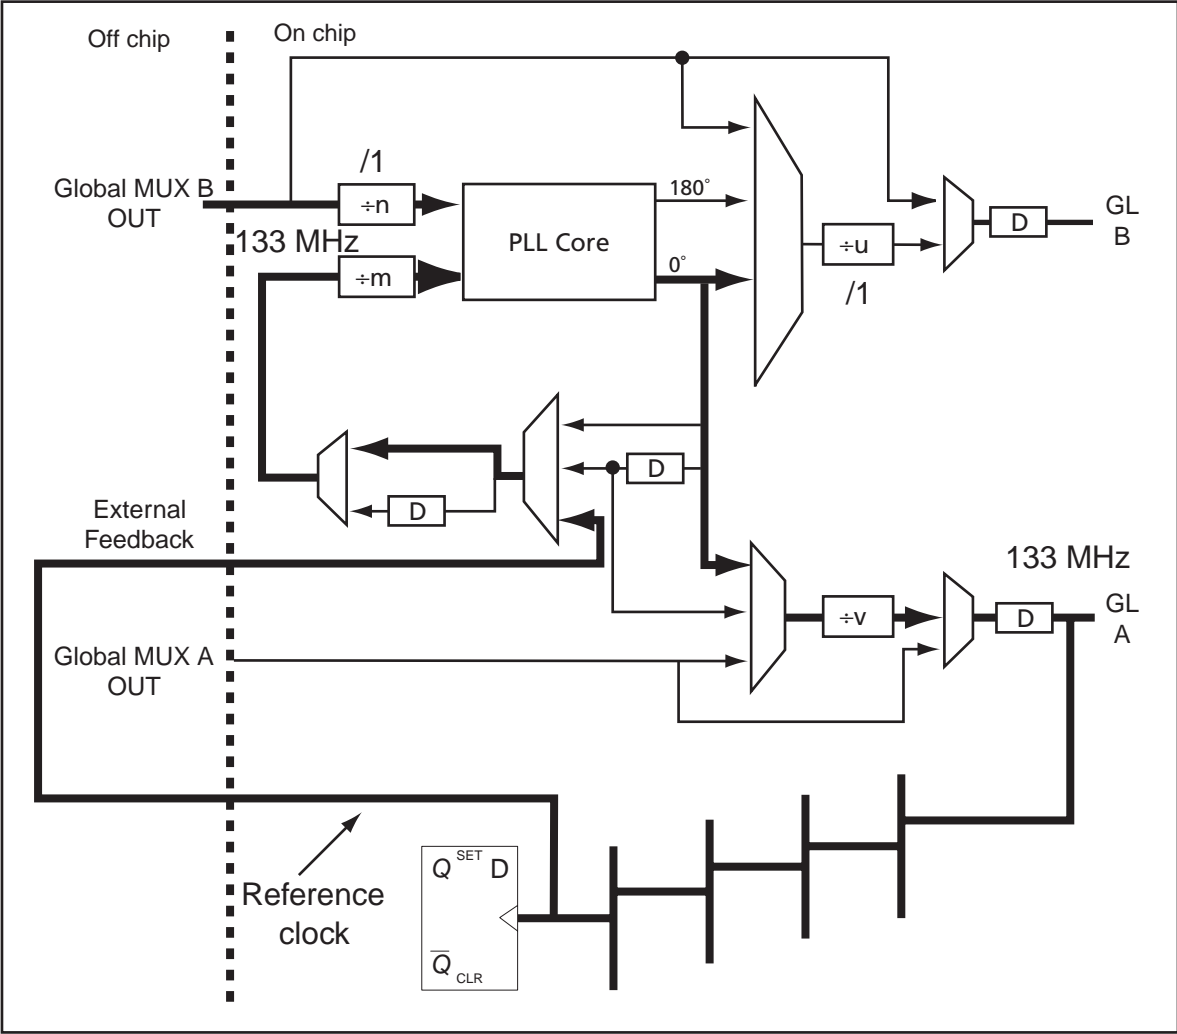 Off chip
On chip
/1
Global MUX B
OUT
÷n
180°
GL
B
D
133 MHz
PLL Core
÷u
÷m
0°
/1
D
External
Feedback
D
133 MHz
GL
A
÷v
D
Global MUX A
OUT
Q SET D
Reference
clock
Q̅ CLR